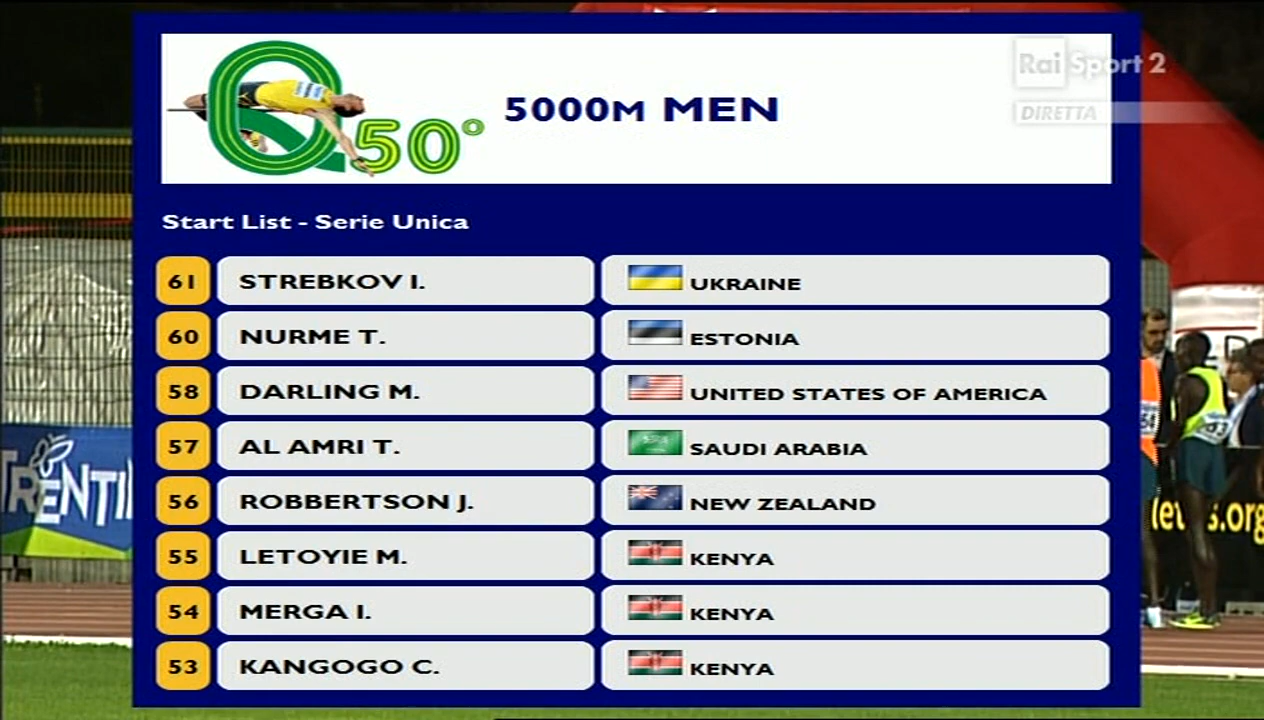 Rai Sport 2
DIRETTA
50°
5000M MEN
Start List - Serie Unica
61 STREBKOV I. UKRAINE
60 NURME T. ESTONIA
58 DARLING M. UNITED STATES OF AMERICA
57 AL AMRI T. SAUDI ARABIA
56 ROBBERTSON J. NEW ZEALAND
55 LETOYIE M. KENYA
54 MERGA I. KENYA
53 KANGOGO C. KENYA